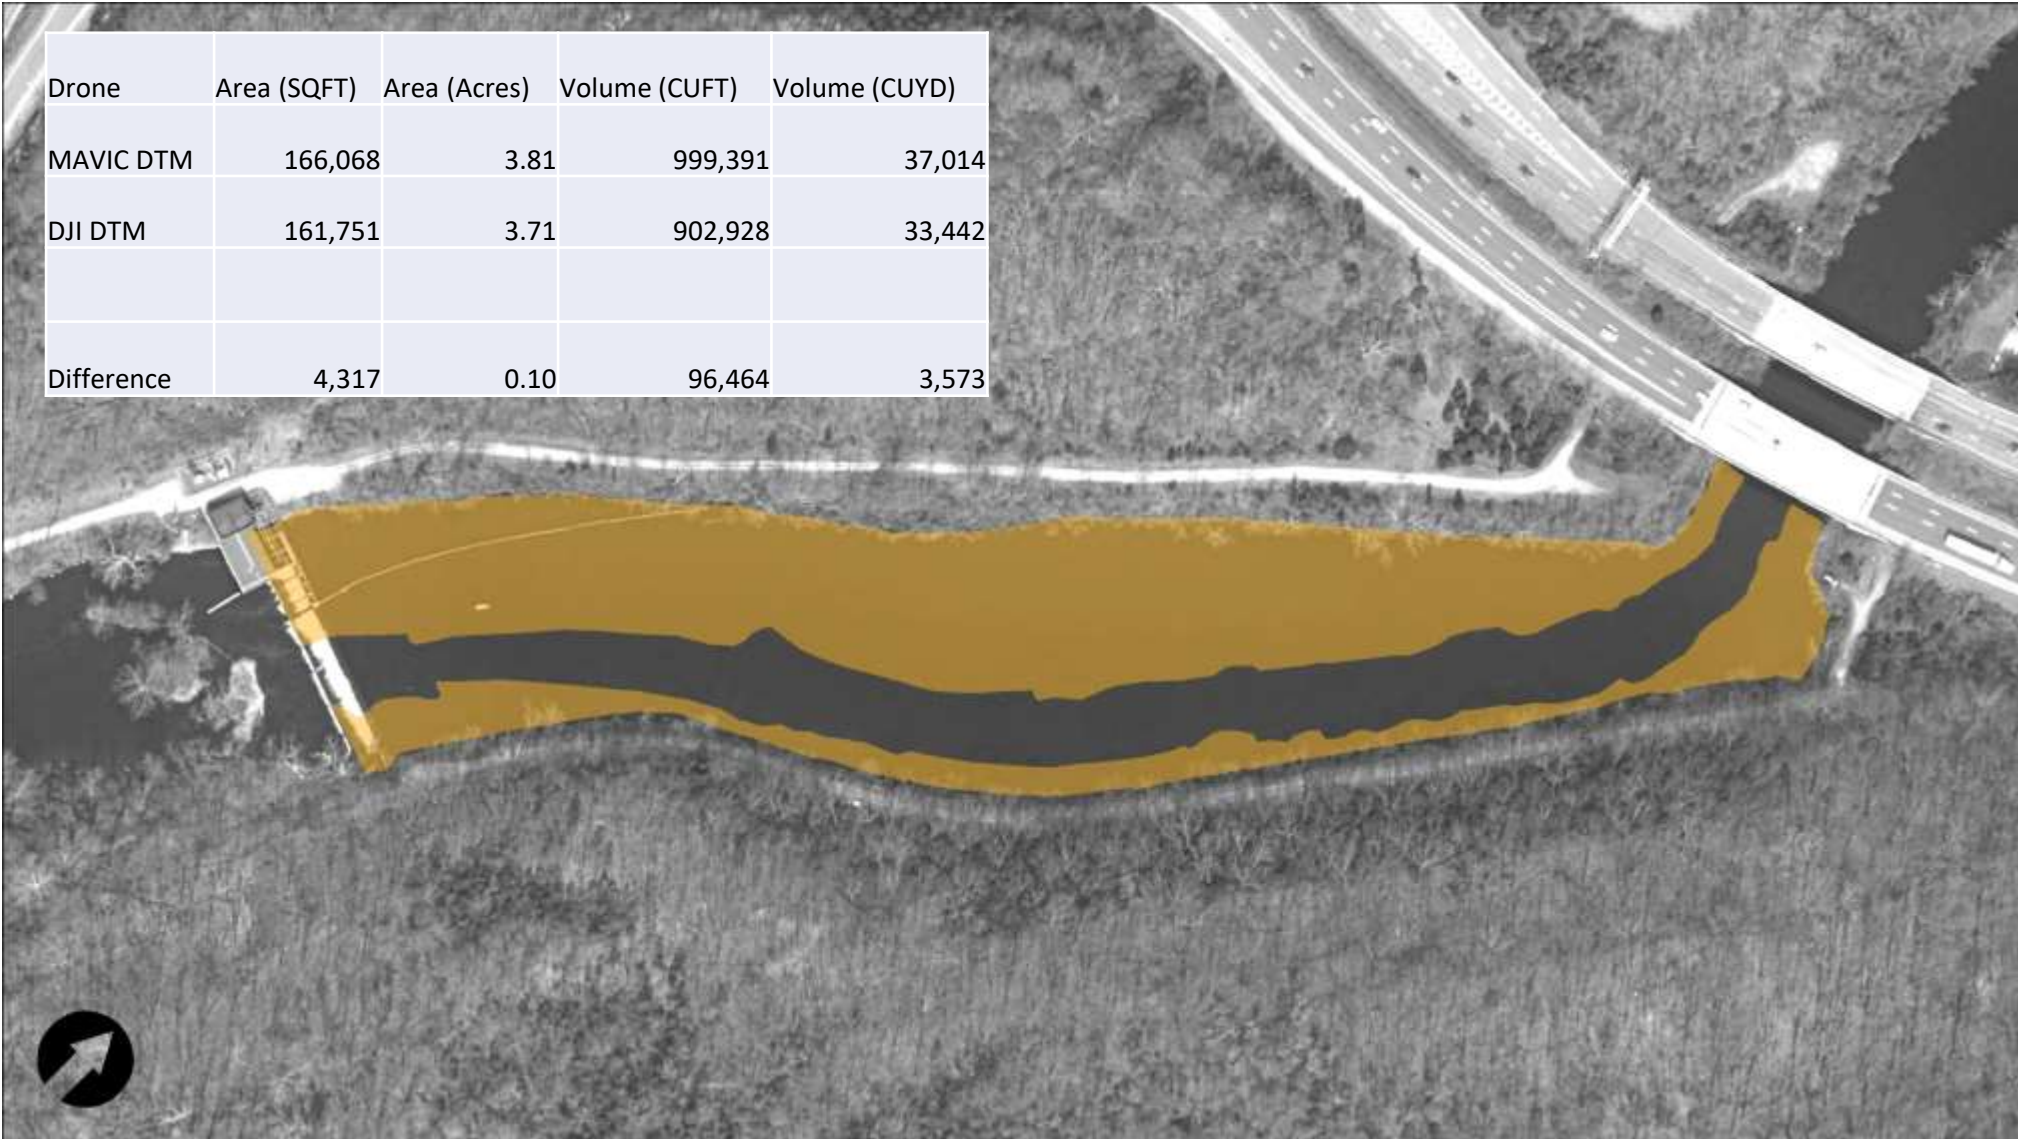 Drone Area (SQFT) Area (Acres) Volume (CUFT) Volume (CUYD)
MAVIC DTM 166,068 3.81 999,391 37,014
DJI DTM 161,751 3.71 902,928 33,442
Difference 4,317 0.10 96,464 3,573